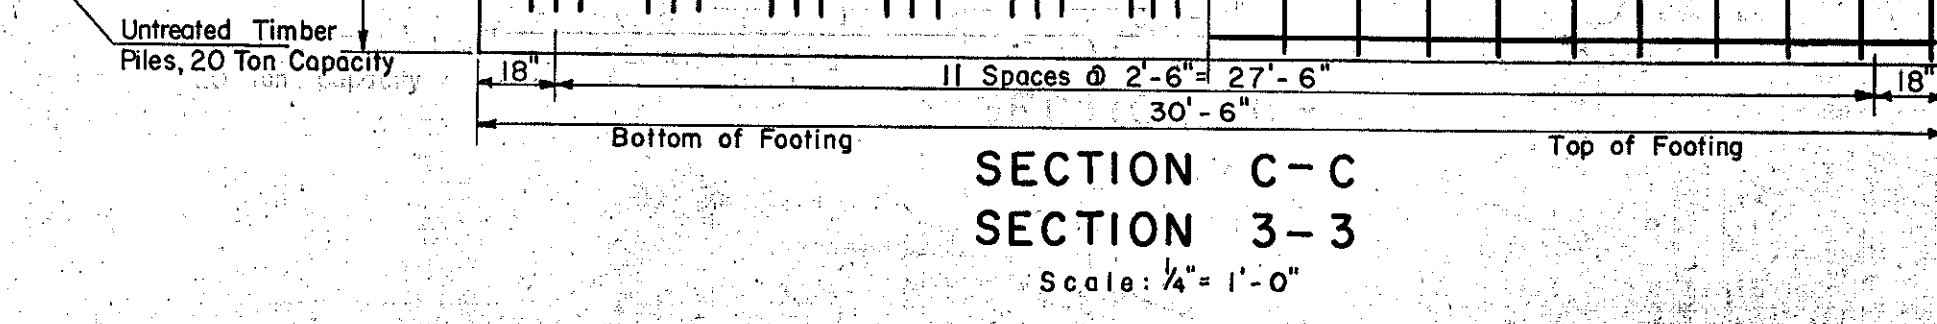 Untreated Timber
Piles, 20 Ton Capacity
18"
11 Spaces @ 2'-6"= 27'-6"
18"
30'-6"
Bottom of Footing
Top of Footing
SECTION C-C
SECTION 3-3
Scale: 1/4"= 1'-0"